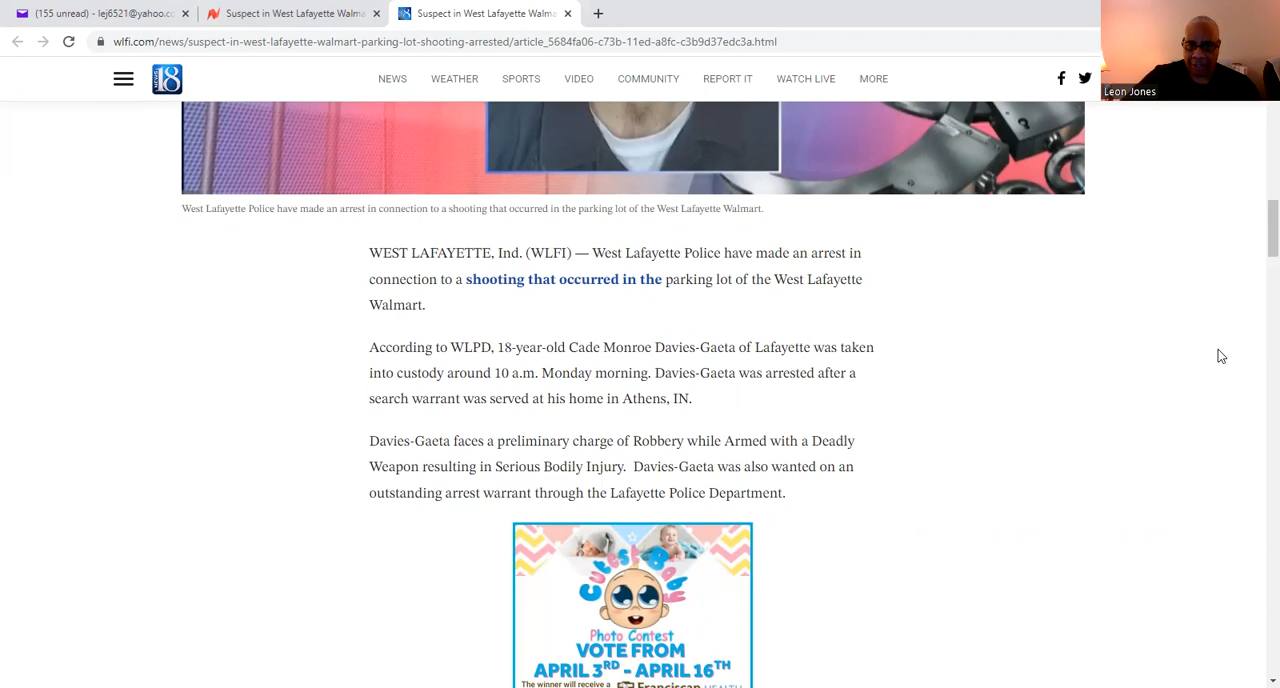 (155 unread) - lej6521@yahoo.co
Suspect in West Lafayette Walma
Suspect in West Lafayette Walma
wlfi.com/news/suspect-in-west-lafayette-walmart-parking-lot-shooting-arrested/article_5684fa06-c73b-11ed-a8fc-c3b9d37edc3a.html
Leon Jones
NEWS 18
NEWS WEATHER SPORTS VIDEO COMMUNITY REPORT IT WATCH LIVE MORE
West Lafayette Police have made an arrest in connection to a shooting that occurred in the parking lot of the West Lafayette Walmart.
WEST LAFAYETTE, Ind. (WLFI) — West Lafayette Police have made an arrest in
connection to a shooting that occurred in the parking lot of the West Lafayette
Walmart.
According to WLPD, 18-year-old Cade Monroe Davies-Gaeta of Lafayette was taken
into custody around 10 a.m. Monday morning. Davies-Gaeta was arrested after a
search warrant was served at his home in Athens, IN.
Davies-Gaeta faces a preliminary charge of Robbery while Armed with a Deadly
Weapon resulting in Serious Bodily Injury. Davies-Gaeta was also wanted on an
outstanding arrest warrant through the Lafayette Police Department.
Cutest Baby
Photo Contest
VOTE FROM
APRIL 3RD - APRIL 16TH
The winner will receive a Franciscan HEALTH